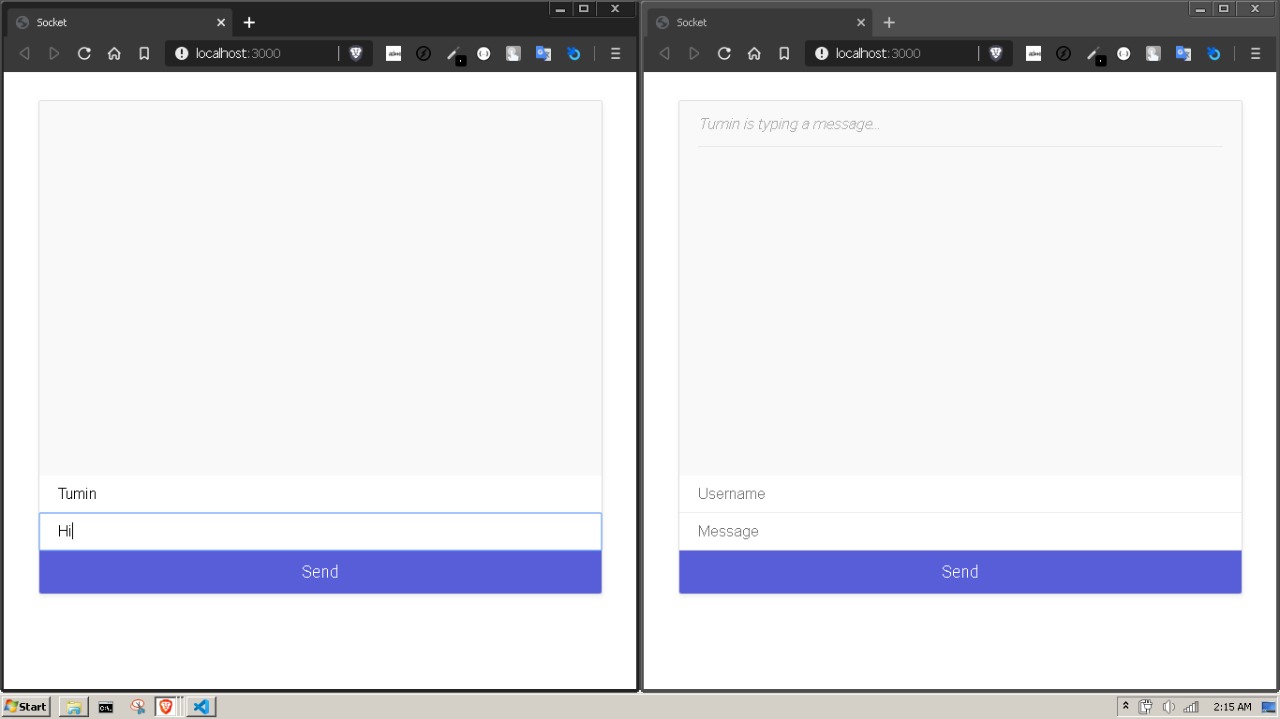 Socket
localhost:3000
Tumin
Hi
Send
Socket
localhost:3000
Tumin is typing a message...
Username
Message
Send
Start
2:15 AM